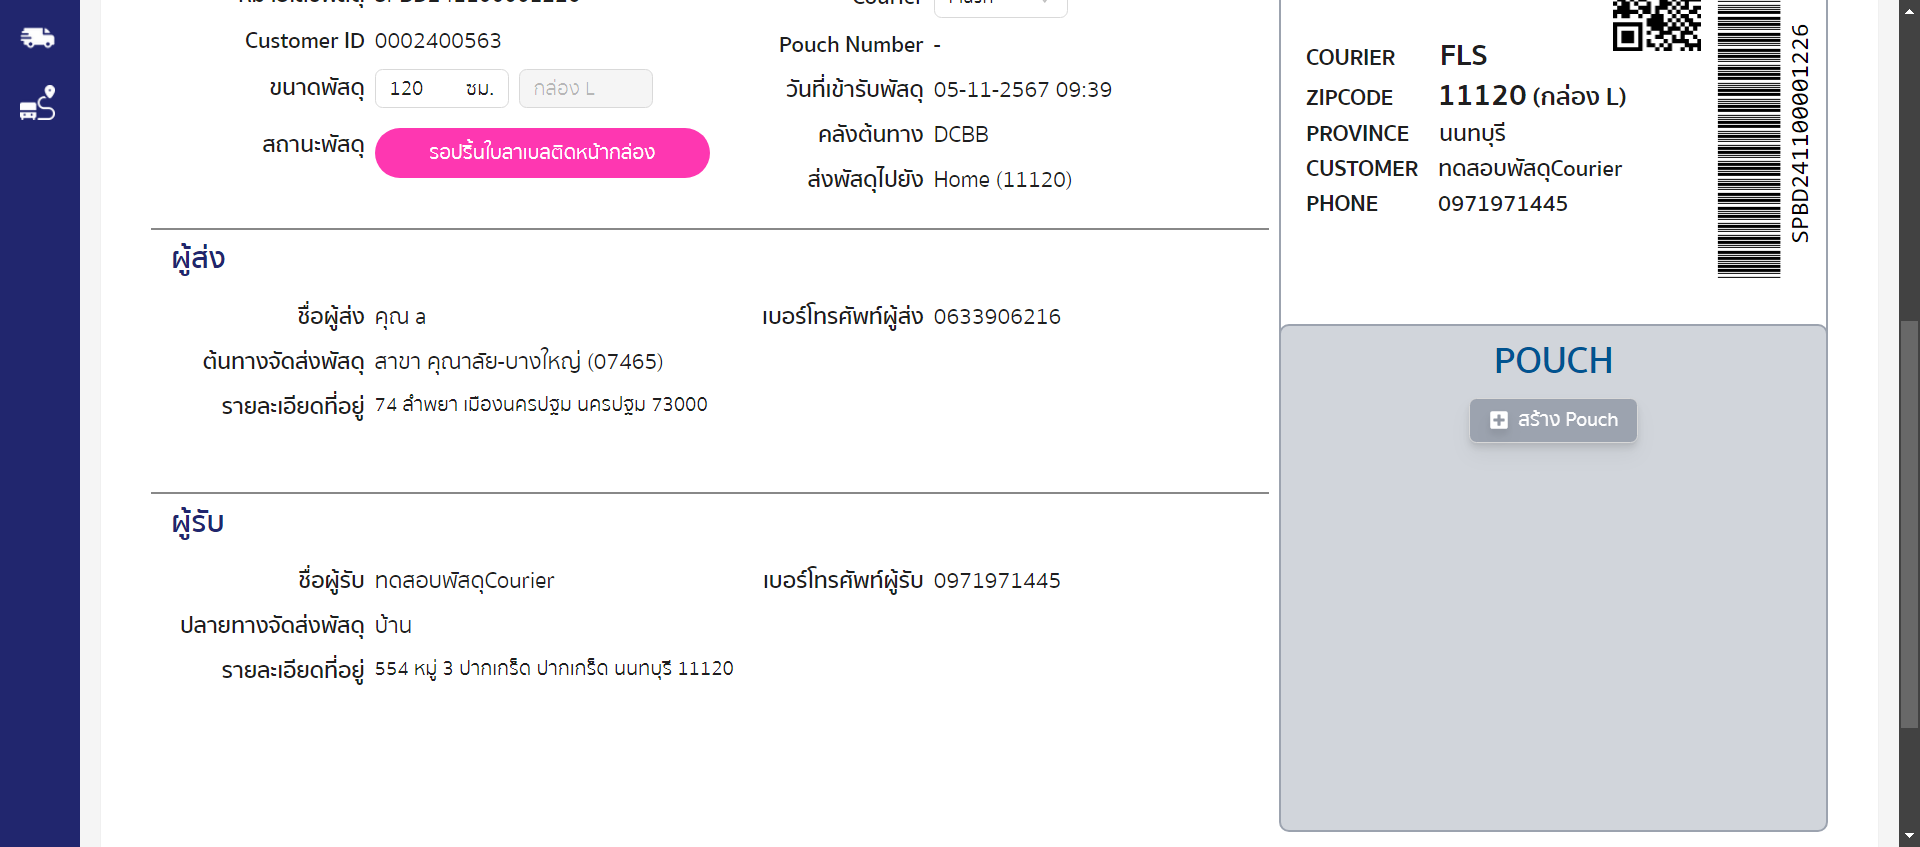 Customer ID 0002400563
ขนาดพัสดุ 120 ซม. กล่อง L
สถานะพัสดุ รอปริ้นใบลาเบลติดหน้ากล่อง
Pouch Number -
วันที่เข้ารับพัสดุ 05-11-2567 09:39
คลังต้นทาง DCBB
ส่งพัสดุไปยัง Home (11120)
ผู้ส่ง
ชื่อผู้ส่ง คุณ a
เบอร์โทรศัพท์ผู้ส่ง 0633906216
ต้นทางจัดส่งพัสดุ สาขา คุณาลัย-บางใหญ่ (07465)
รายละเอียดที่อยู่ 74 ลำพยา เมืองนครปฐม นครปฐม 73000
ผู้รับ
ชื่อผู้รับ ทดสอบพัสดุCourier
เบอร์โทรศัพท์ผู้รับ 0971971445
ปลายทางจัดส่งพัสดุ บ้าน
รายละเอียดที่อยู่ 554 หมู่ 3 ปากเกร็ด ปากเกร็ด นนทบุรี 11120
COURIER FLS
ZIPCODE 11120 (กล่อง L)
PROVINCE นนทบุรี
CUSTOMER ทดสอบพัสดุCourier
PHONE 0971971445
SPBD241100001226
POUCH
สร้าง Pouch